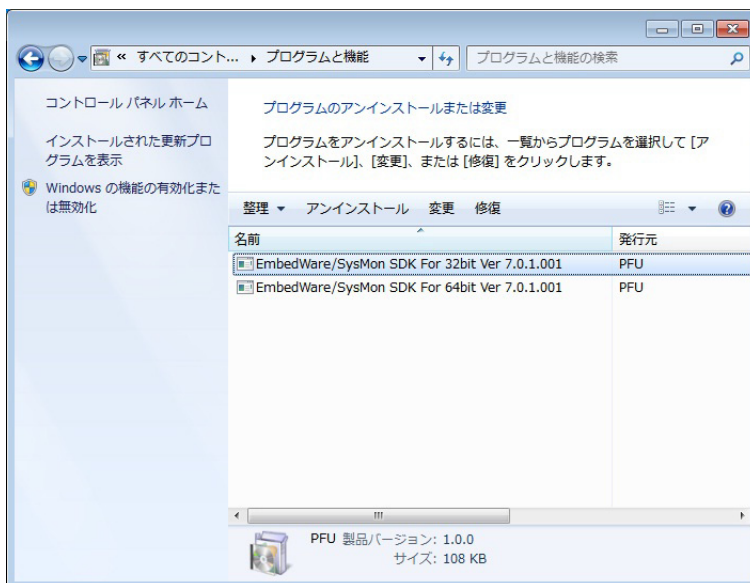 « すべてのコント... ▸ プログラムと機能
プログラムと機能の検索
コントロール パネル ホーム
インストールされた更新プロ
グラムを表示
Windows の機能の有効化また
は無効化
プログラムのアンインストールまたは変更
プログラムをアンインストールするには、一覧からプログラムを選択して [ア
ンインストール]、[変更]、または [修復] をクリックします。
整理 アンインストール 変更 修復
名前 発行元
EmbedWare/SysMon SDK For 32bit Ver 7.0.1.001 PFU
EmbedWare/SysMon SDK For 64bit Ver 7.0.1.001 PFU
PFU 製品バージョン: 1.0.0
サイズ: 108 KB